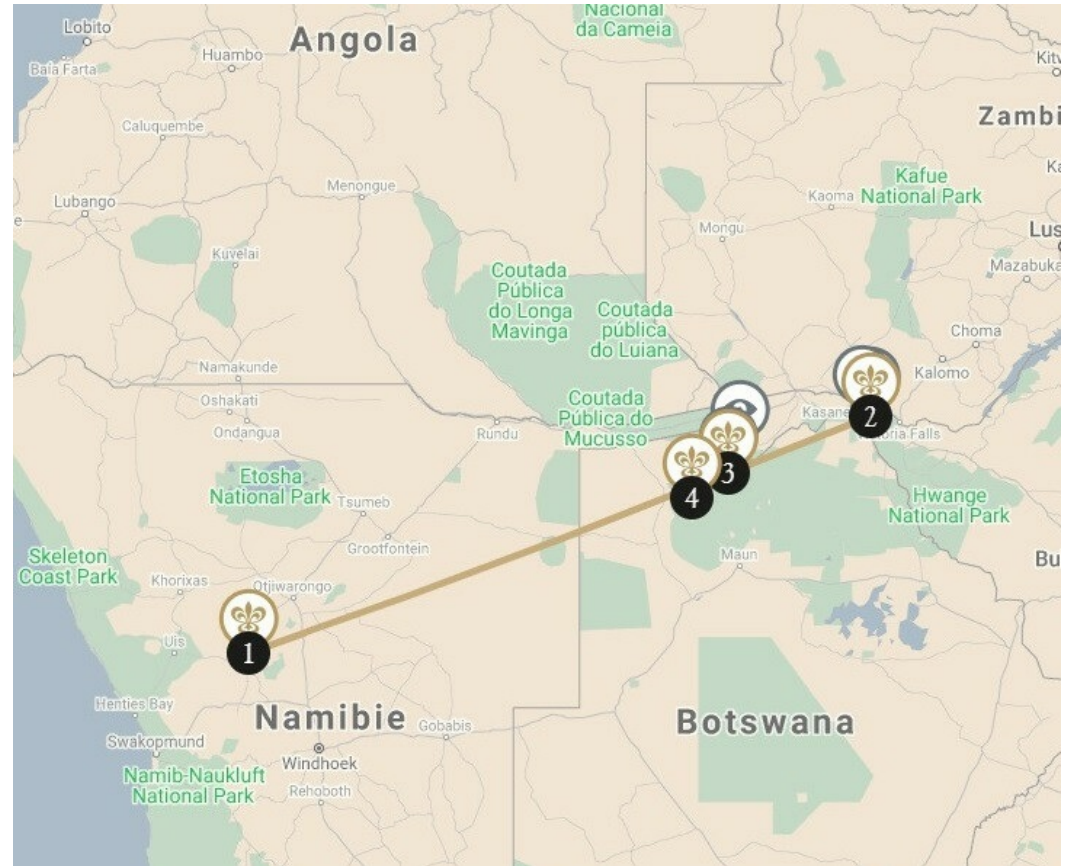 Nacional
da Cameia
Lobito
Angola
Huambo
Baía Farta
Kitw
Zambi
Caluquembe
Kafue
National Park
Menongue
Kaoma
Lubango
Mongu
Lus
Kuvelai
Mazabuka
Coutada
Pública
do Longa
Mavinga
Coutada
pública
do Luiana
Choma
Namakunde
Kalomo
Oshakati
Coutada
Pública do
Mucusso
Kasane
2
Ondangua
Rundu
Victoria Falls
Etosha
National Park
3
Tsumeb
4
Hwange
National Park
Grootfontein
Skeleton
Coast Park
Maun
Bu
Khorixas
Otjiwarongo
Uis
1
Henties Bay
Namibie
Gobabis
Botswana
Swakopmund
Windhoek
Namib-Naukluft
National Park
Rehoboth